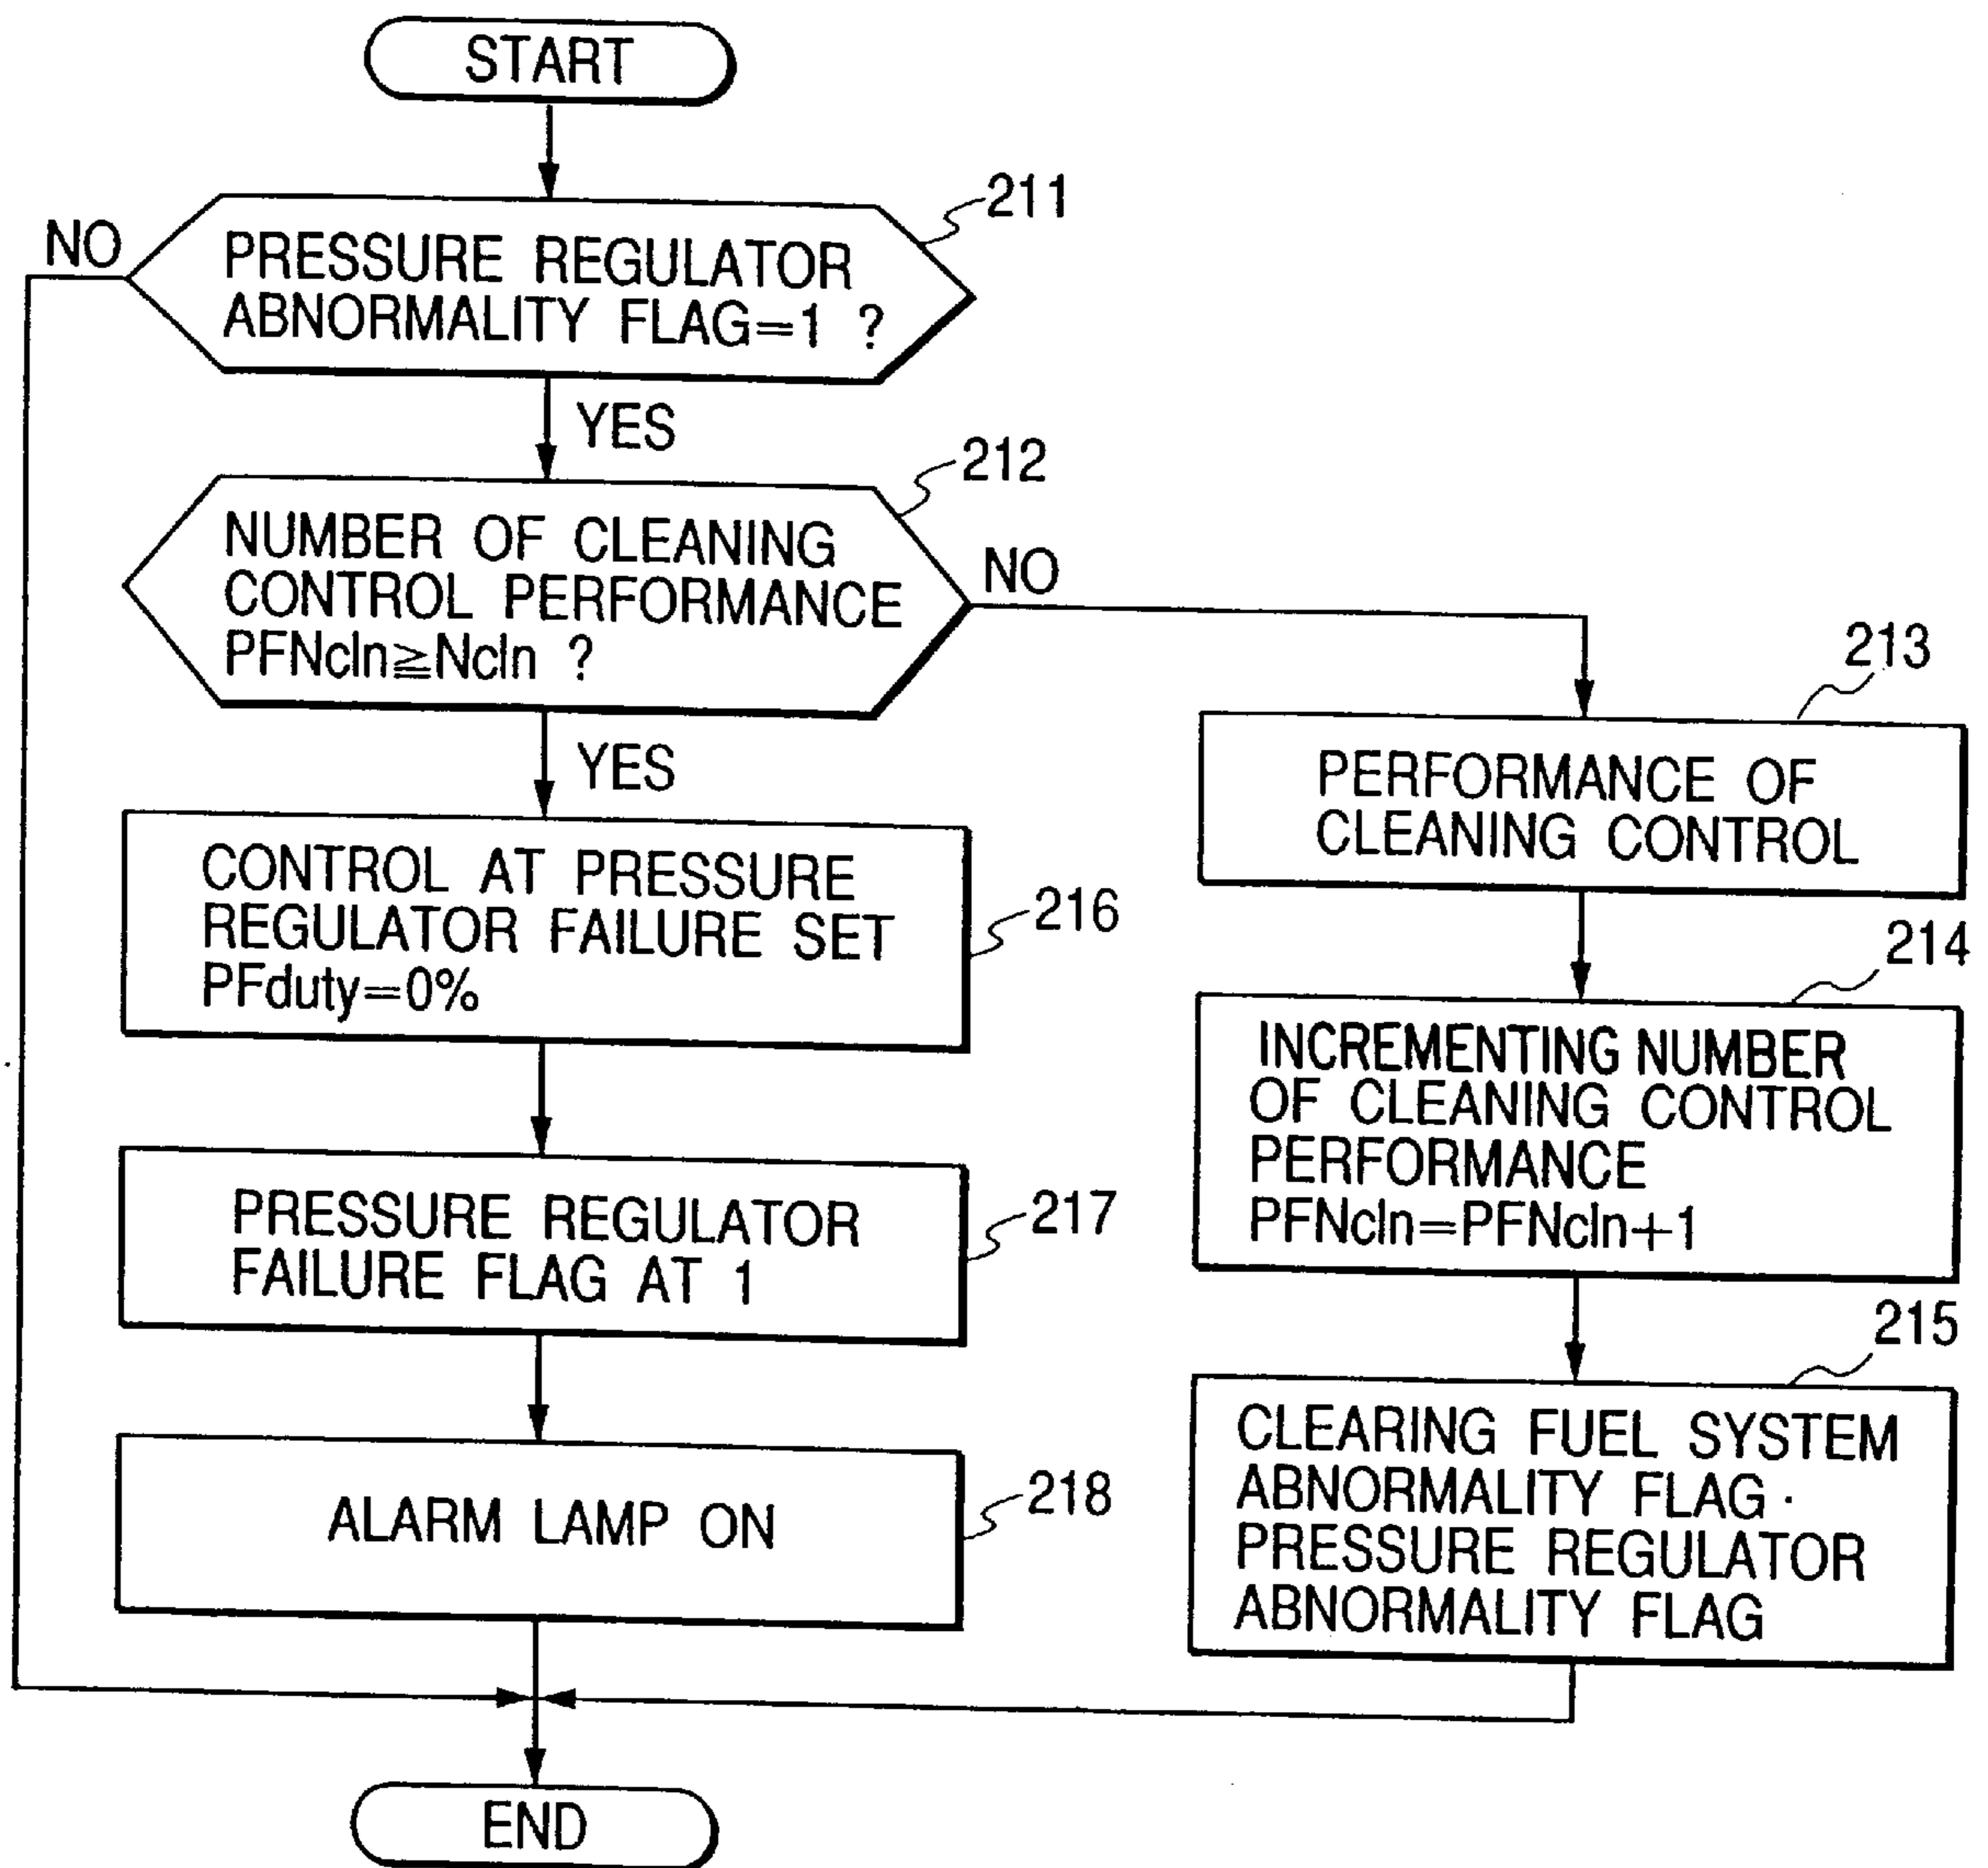 START
211
NO
PRESSURE REGULATOR
ABNORMALITY FLAG=1 ?
YES
212
NUMBER OF CLEANING
CONTROL PERFORMANCE
PFNcln≧Ncln ?
NO
YES
213
PERFORMANCE OF
CLEANING CONTROL
214
INCREMENTING NUMBER
OF CLEANING CONTROL
PERFORMANCE
PFNcln=PFNcln+1
215
CLEARING FUEL SYSTEM
ABNORMALITY FLAG ·
PRESSURE REGULATOR
ABNORMALITY FLAG
CONTROL AT PRESSURE
REGULATOR FAILURE SET
PFduty=0%
216
PRESSURE REGULATOR
FAILURE FLAG AT 1
217
ALARM LAMP ON
218
END